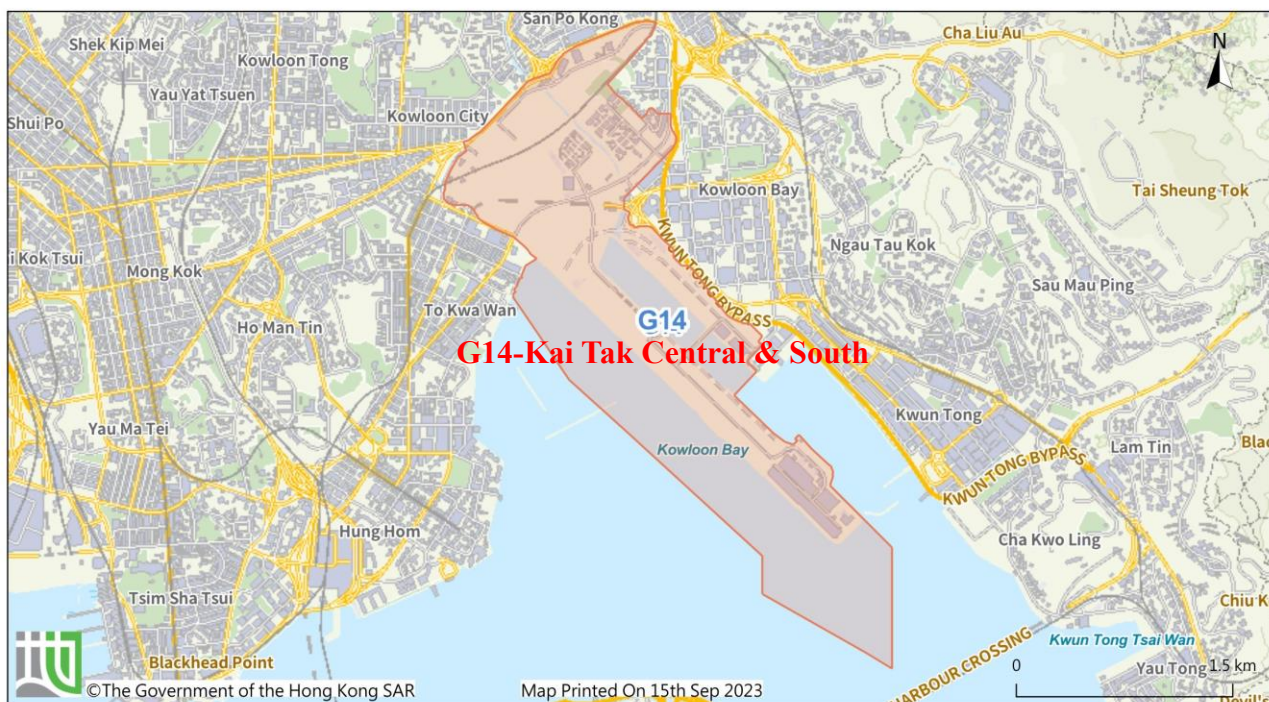 San Po Kong
Cha Liu Au
N
Shek Kip Mei
Kowloon Tong
Yau Yat Tsuen
Kowloon City
Shui Po
Kowloon Bay
Tai Sheung Tok
KWUN TONG BYPASS
Ngau Tau Kok
i Kok Tsui
Mong Kok
Sau Mau Ping
To Kwa Wan
Ho Man Tin
G14
G14-Kai Tak Central & South
Kwun Tong
Yau Ma Tei
Kowloon Bay
Lam Tin
KWUN TONG BYPASS
Hung Hom
Cha Kwo Ling
Tsim Sha Tsui
Chiu K
Kwun Tong Tsai Wan
Blackhead Point
HARBOUR CROSSING
0
1.5 km
Yau Tong
©The Government of the Hong Kong SAR
Map Printed On 15th Sep 2023
Devil's